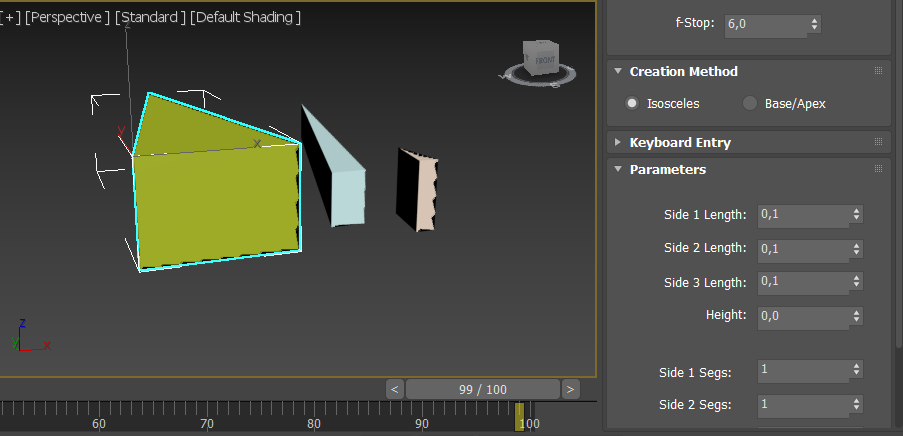 [+] [Perspective] [Standard] [Default Shading]
f-Stop: 6,0
Creation Method
Isosceles Base/Apex
Keyboard Entry
Parameters
Side 1 Length: 0,1
Side 2 Length: 0,1
Side 3 Length: 0,1
Height: 0,0
Side 1 Segs: 1
Side 2 Segs: 1
z
y
x
FRONT
z
y
x
< 99 / 100 >
60 70 80 90 100